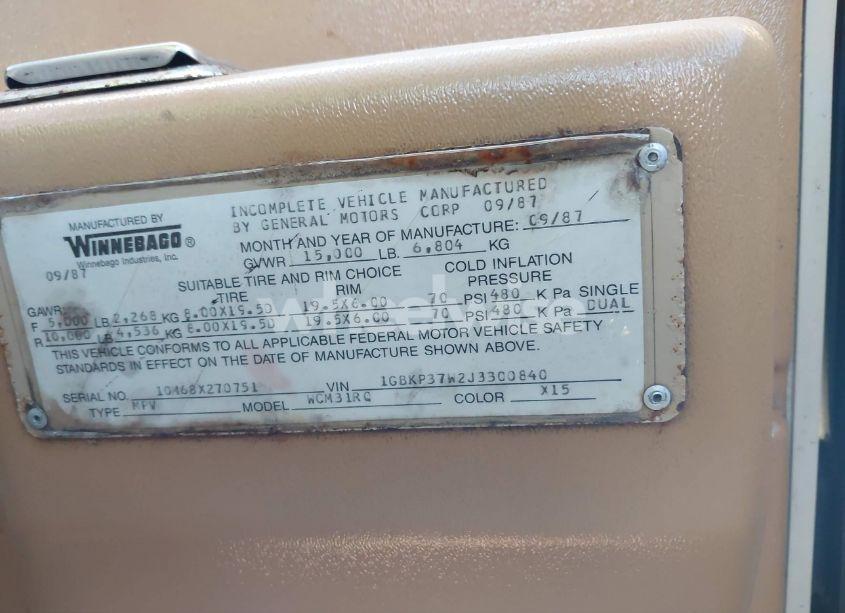 MANUFACTURED BY
WINNEBAGO®
Winnebago Industries, Inc.
09/87
INCOMPLETE VEHICLE MANUFACTURED
BY GENERAL MOTORS CORP 09/87
MONTH AND YEAR OF MANUFACTURE: 09/87
GVWR 15,000 LB. 6,804 KG
SUITABLE TIRE AND RIM CHOICE COLD INFLATION
GAWR TIRE RIM PRESSURE
F 5,000 LB 2,268 KG 8.00X19.5D 19.5X6.00 70 PSI 480 K Pa SINGLE
R 10,000 LB 4,536 KG 8.00X19.5D 19.5X6.00 70 PSI 480 K Pa DUAL
THIS VEHICLE CONFORMS TO ALL APPLICABLE FEDERAL MOTOR VEHICLE SAFETY
STANDARDS IN EFFECT ON THE DATE OF MANUFACTURE SHOWN ABOVE.
SERIAL NO. 10468X270751 VIN 1GBKP37W2J3300840
TYPE MPV MODEL WCM31RQ COLOR X15